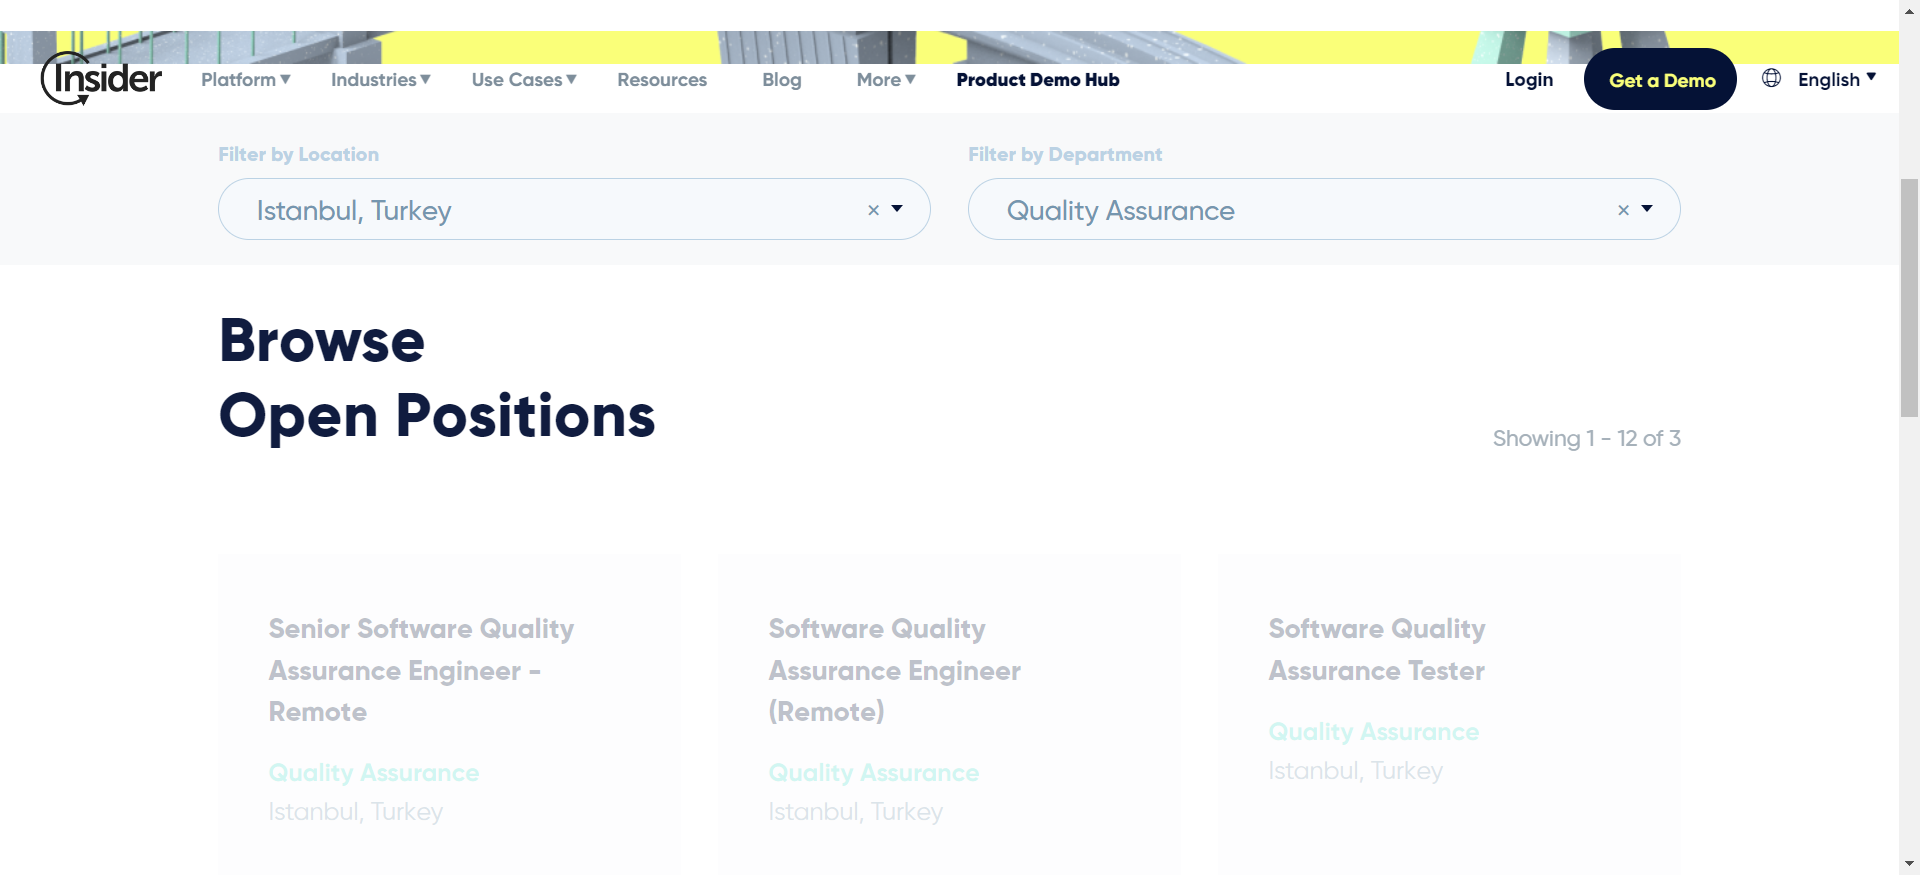 Insider Platform ▼ Industries ▼ Use Cases ▼ Resources Blog More ▼ Product Demo Hub Login Get a Demo English ▼
Filter by Location Filter by Department
Istanbul, Turkey × Quality Assurance ×
Browse
Open Positions
Showing 1 - 12 of 3
Senior Software Quality
Assurance Engineer -
Remote
Quality Assurance
Istanbul, Turkey
Software Quality
Assurance Engineer
(Remote)
Quality Assurance
Istanbul, Turkey
Software Quality
Assurance Tester
Quality Assurance
Istanbul, Turkey